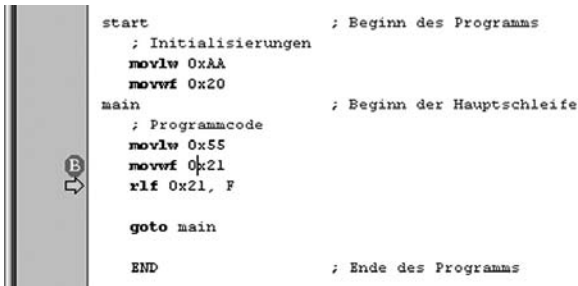 start ; Beginn des Programms
; Initialisierungen
movlw 0xAA
movwf 0x20
main ; Beginn der Hauptschleife
; Programmcode
movlw 0x55
B movwf 0x21
rlf 0x21, F
goto main
END ; Ende des Programms